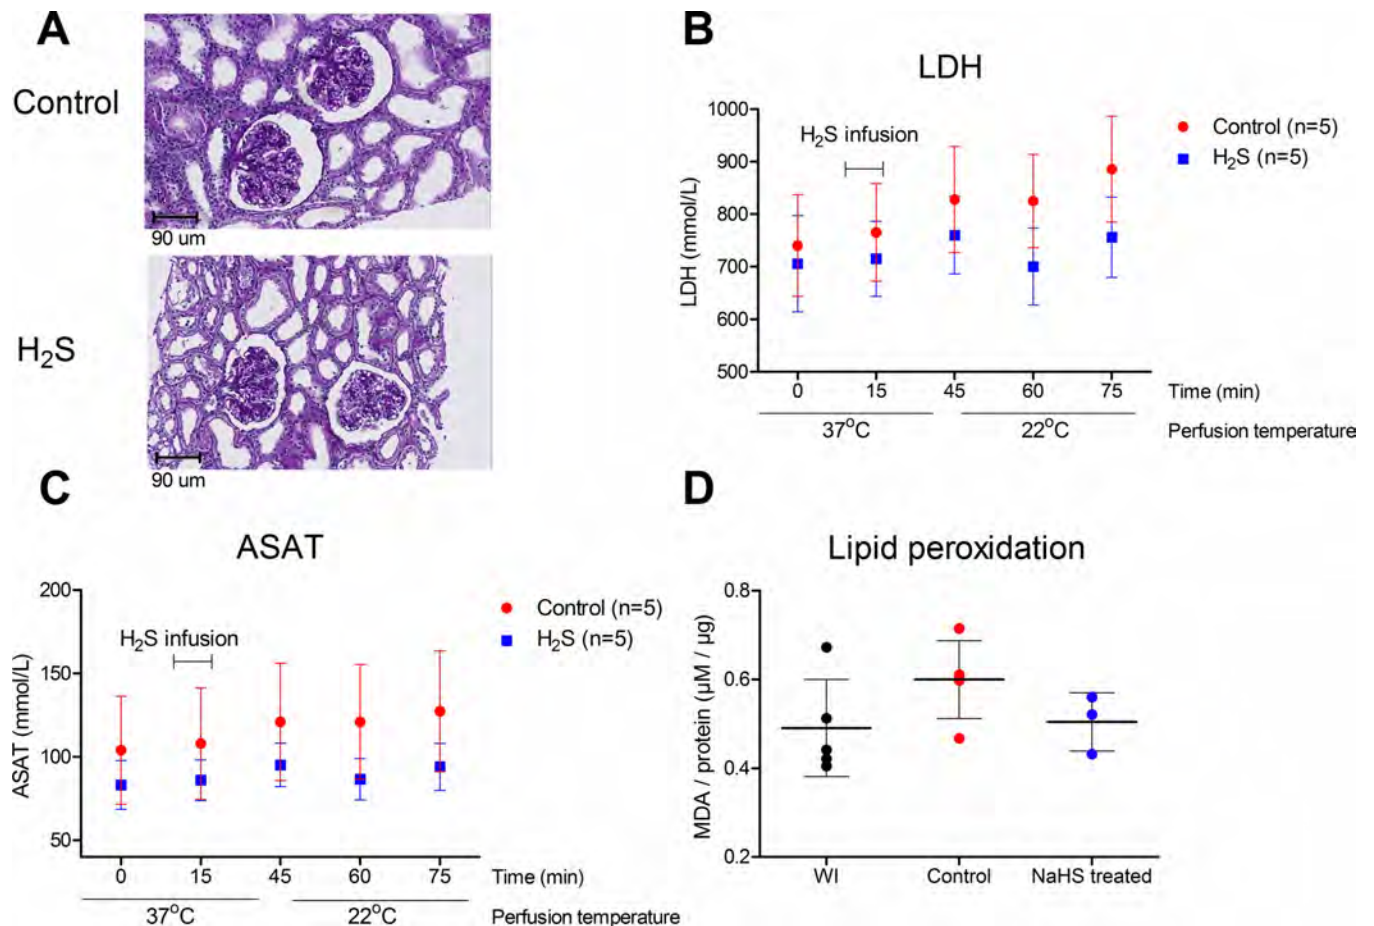 A
Control
90 um
H₂S
90 um
B
LDH
1000
900
800
700
600
500
LDH (mmol/L)
H₂S infusion
Control (n=5)
H₂S (n=5)
0 15 45 60 75 Time (min)
37°C 22°C Perfusion temperature
C
ASAT
200
150
100
50
ASAT (mmol/L)
H₂S infusion
Control (n=5)
H₂S (n=5)
0 15 45 60 75 Time (min)
37°C 22°C Perfusion temperature
D
Lipid peroxidation
0.8
0.6
0.4
0.2
MDA / protein (µM / µg)
WI Control NaHS treated